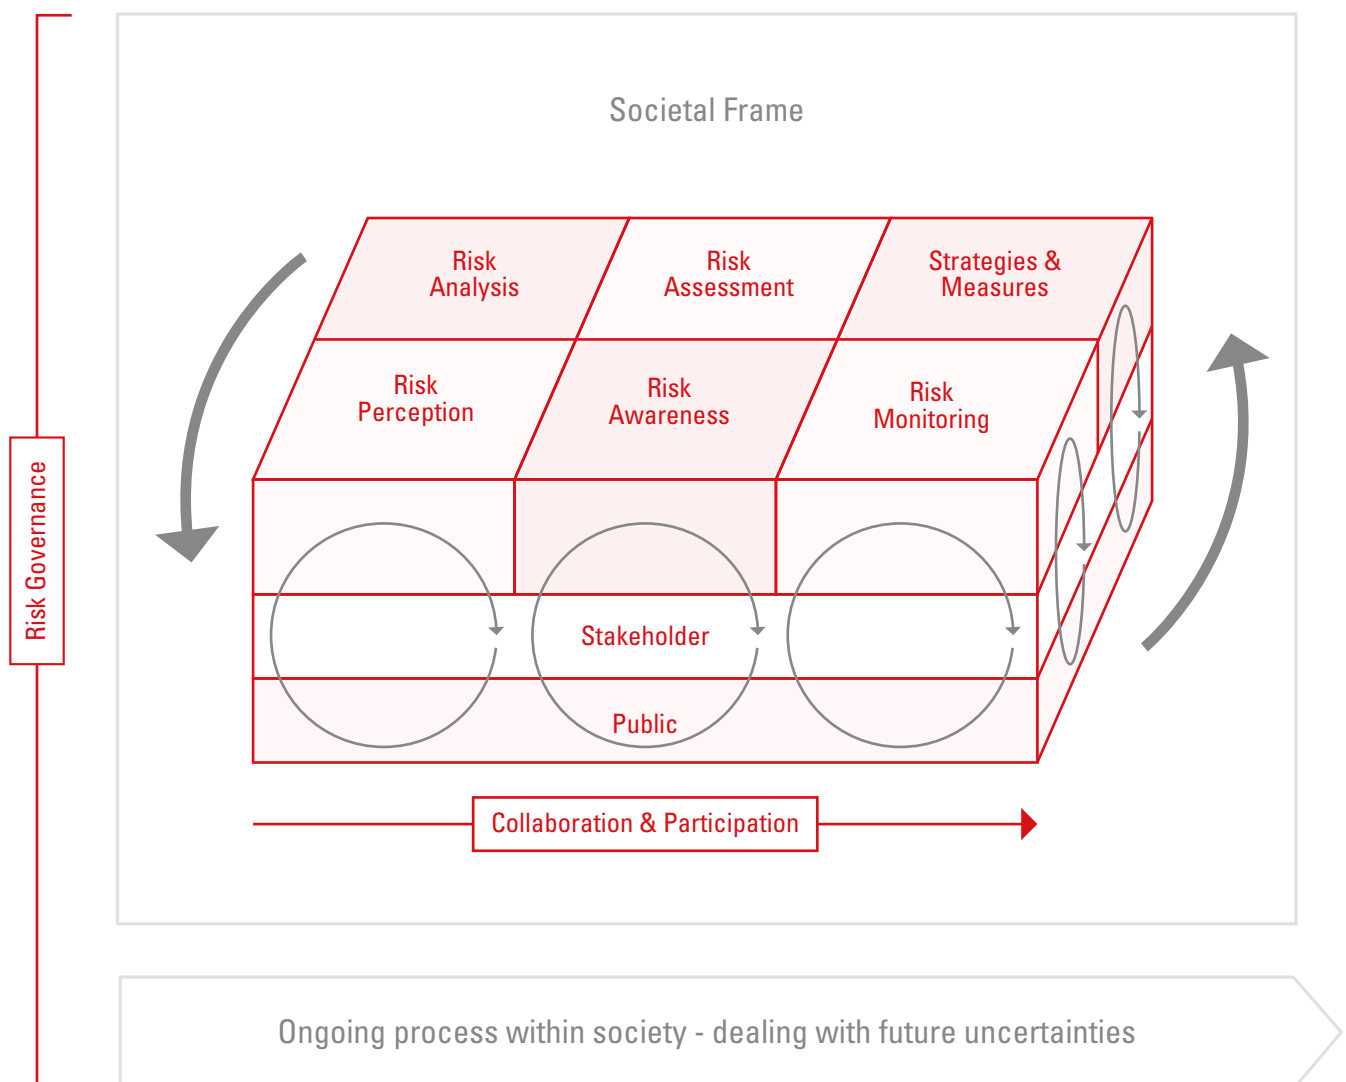 Societal Frame
Risk
Analysis
Risk
Assessment
Strategies &
Measures
Risk
Perception
Risk
Awareness
Risk
Monitoring
Risk Governance
Stakeholder
Public
Collaboration & Participation
Ongoing process within society - dealing with future uncertainties